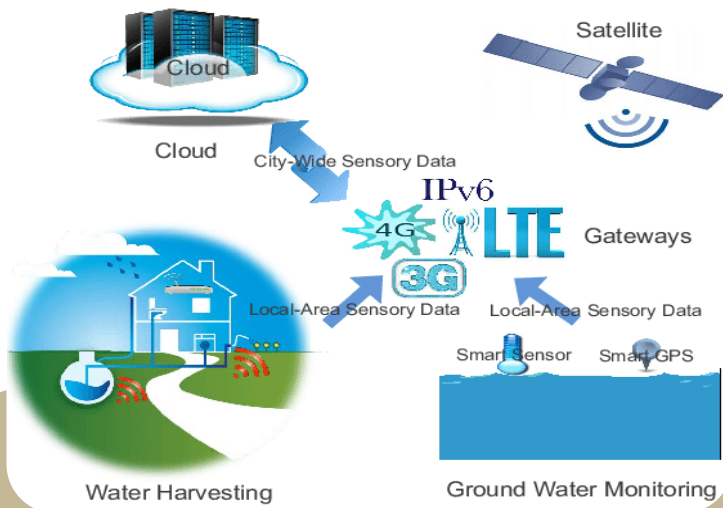 Satellite
Cloud
Cloud
City-Wide Sensory Data
IPv6
4G
LTE
Gateways
3G
Local-Area Sensory Data
Local-Area Sensory Data
Smart Sensor
Smart GPS
Water Harvesting
Ground Water Monitoring